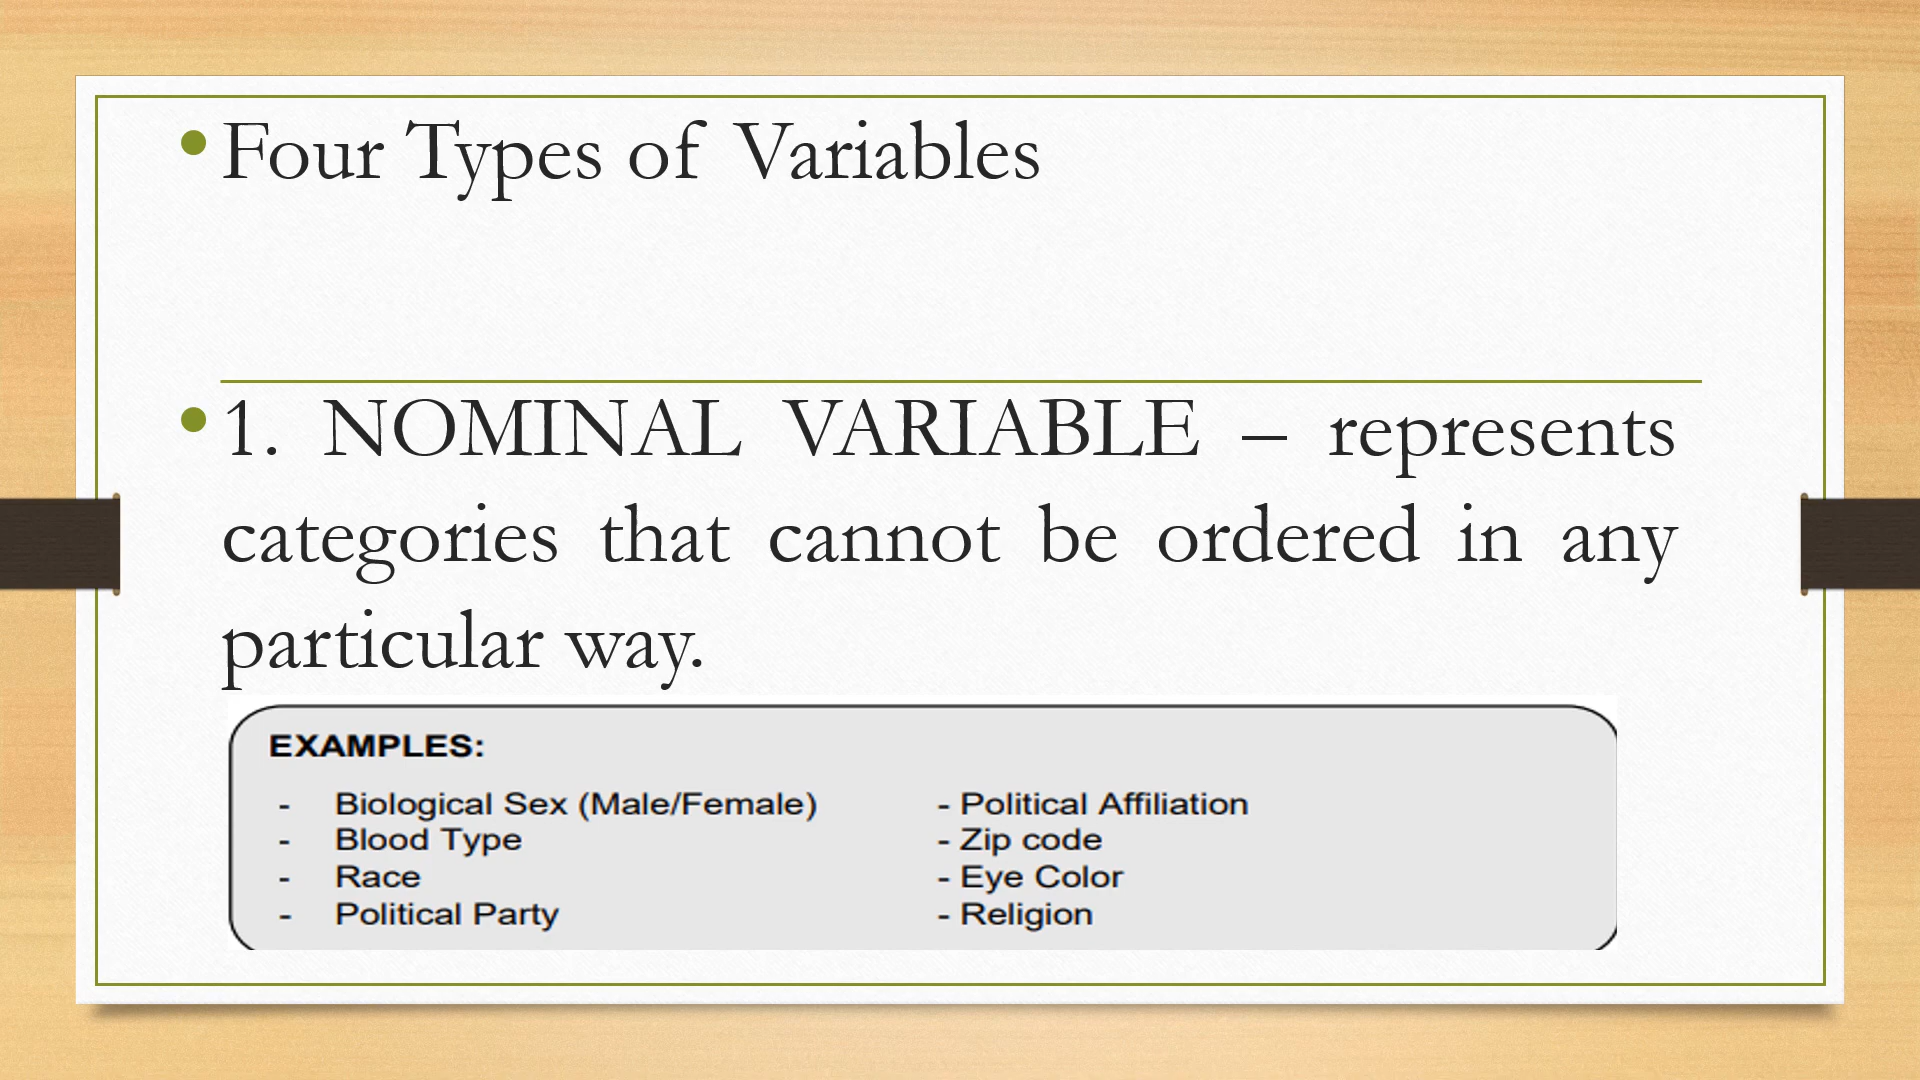 • Four Types of Variables
• 1. NOMINAL VARIABLE – represents
categories that cannot be ordered in any
particular way.
EXAMPLES:
- Biological Sex (Male/Female) - Political Affiliation
- Blood Type - Zip code
- Race - Eye Color
- Political Party - Religion